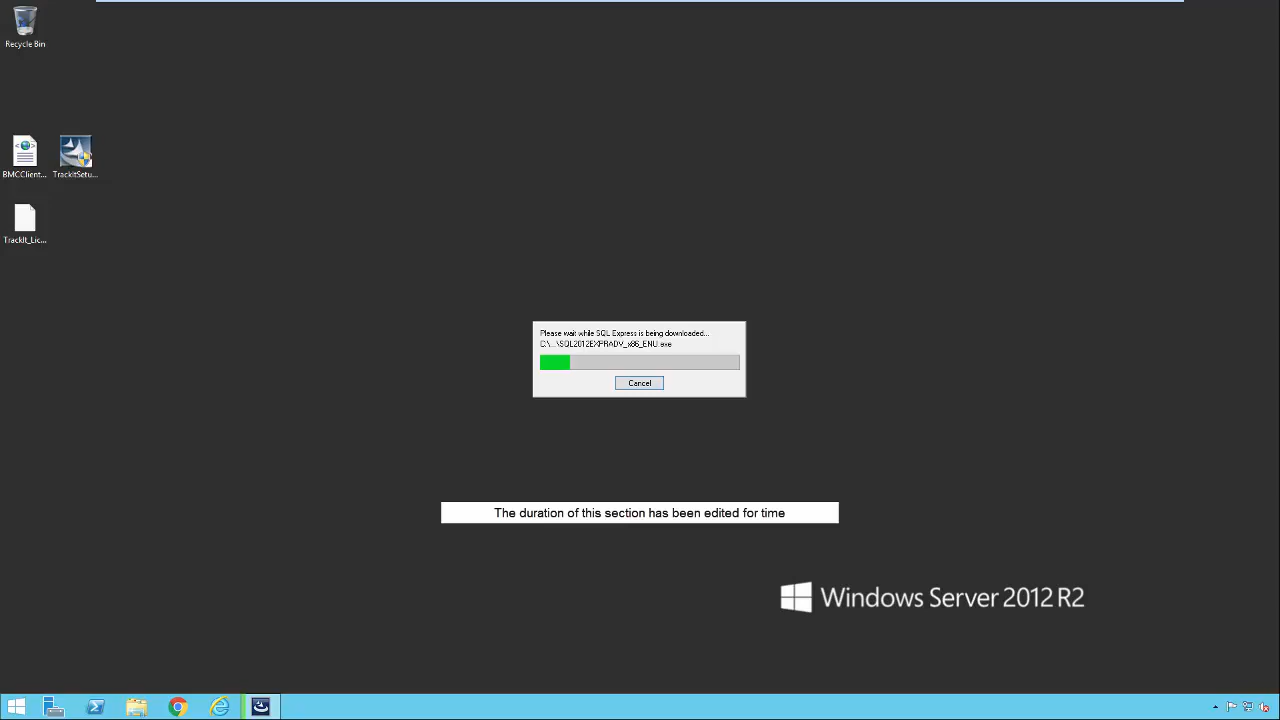 Recycle Bin
BMCClient...
TrackItSetu...
TrackIt_Lic...
Please wait while SQL Express is being downloaded...
C:\...\SQL2012EXPRADV_x86_ENU.exe
Cancel
The duration of this section has been edited for time
Windows Server 2012 R2